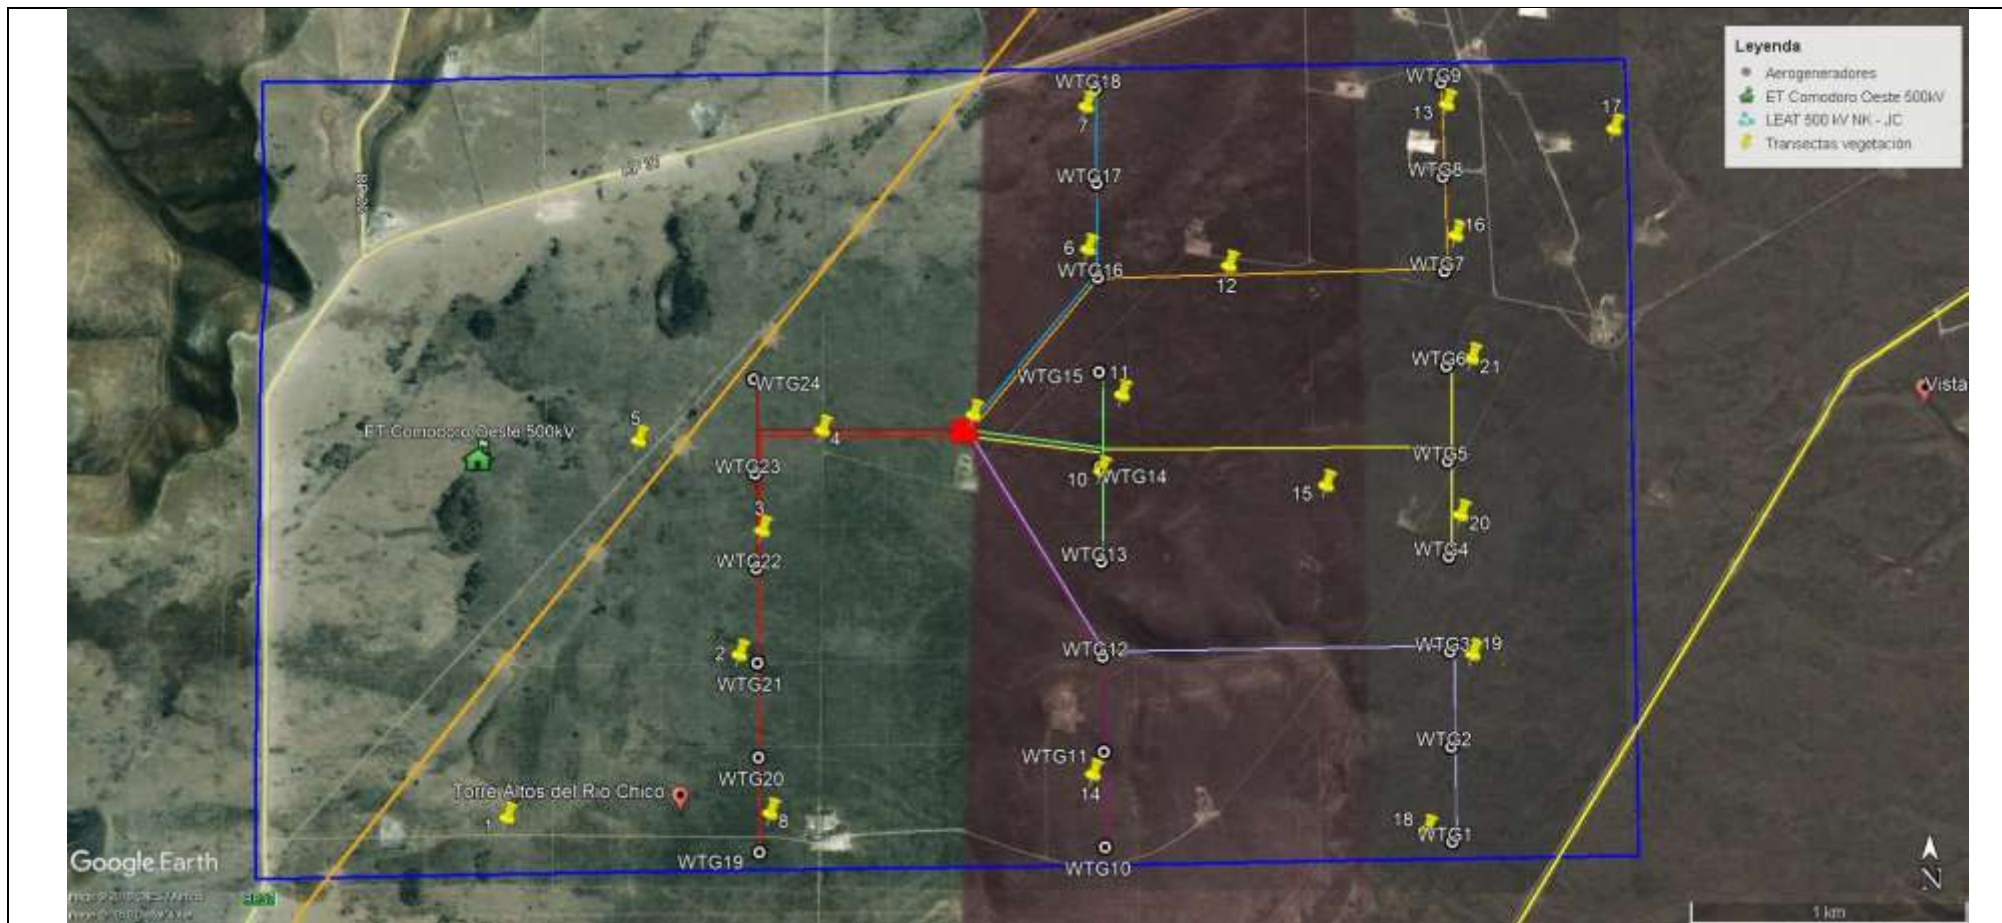 Leyenda
Aerogeneradores
ET Comodoro Oeste 500kV
LEAT 500 kV NK - JC
Transectas vegetación
WTG18
7
WTG17
6
WTG16
12
WTG9
13
17
WTG8
16
WTG7
WTG24
WTG15
11
WTG6
21
5
ET Comodoro Oeste 500kV
4
WTG23
WTG5
10
WTG14
15
3
20
WTG22
WTG13
WTG4
2
WTG21
WTG12
WTG3
19
WTG11
WTG2
WTG20
Torre Altos del Rio Chico
1
8
14
18
WTG1
WTG19
WTG10
Vista
Google Earth
N
1 km